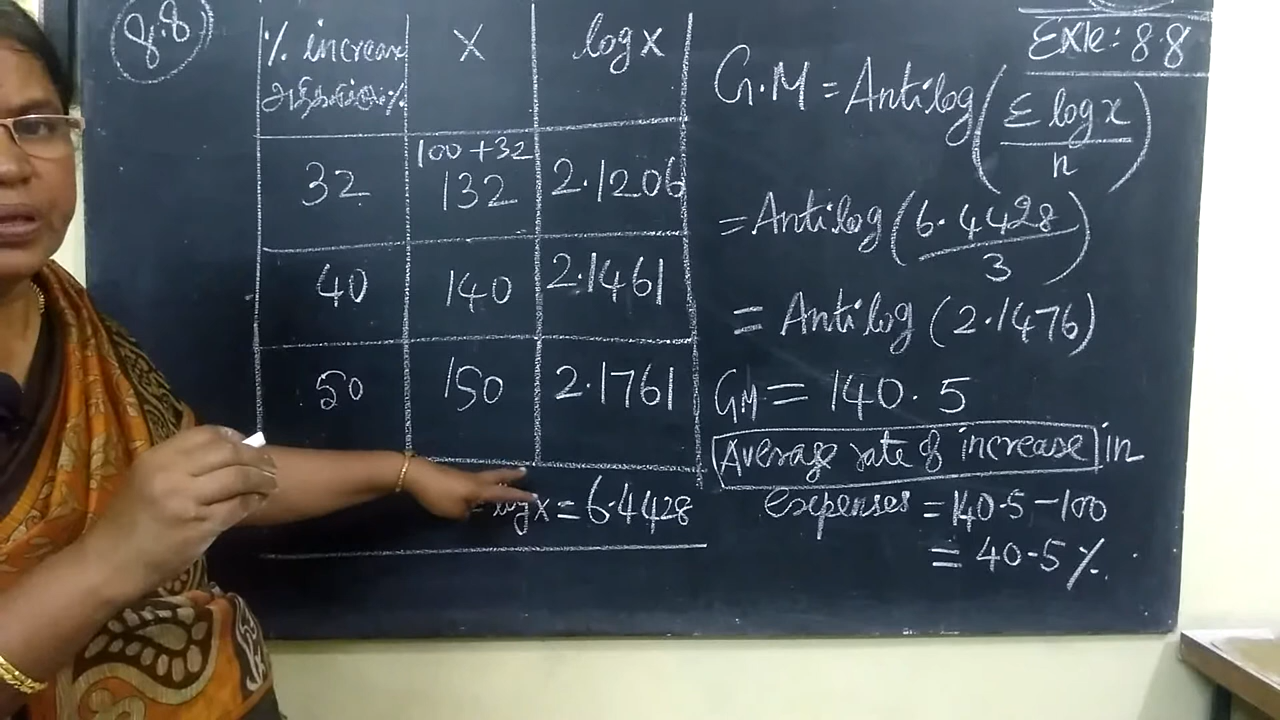 8.8
% increase
X
log x
100 + 32
32
132
2.1206
40
140
2.1461
50
150
2.1761
log x = 6.4428
Exle: 8.8
G.M = Antilog ( Σ log x / n )
= Antilog ( 6.4428 / 3 )
= Antilog (2.1476)
GM = 140.5
Average rate of increase in
expenses = 140.5 - 100
= 40.5 %